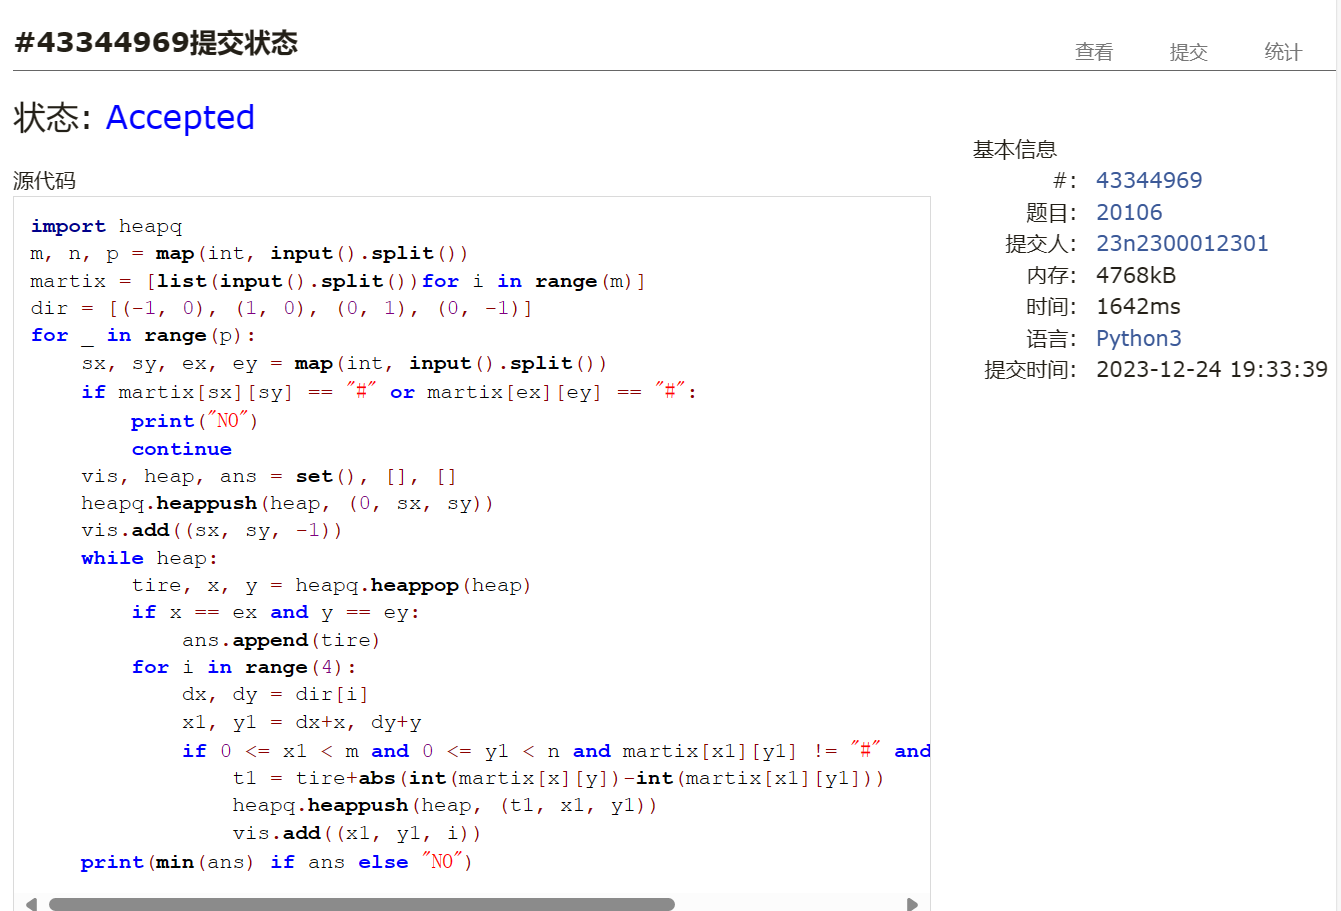 #43344969提交状态
查看 提交 统计
状态: Accepted
源代码
import heapq
m, n, p = map(int, input().split())
martix = [list(input().split())for i in range(m)]
dir = [(-1, 0), (1, 0), (0, 1), (0, -1)]
for _ in range(p):
    sx, sy, ex, ey = map(int, input().split())
    if martix[sx][sy] == "#" or martix[ex][ey] == "#":
        print("NO")
        continue
    vis, heap, ans = set(), [], []
    heapq.heappush(heap, (0, sx, sy))
    vis.add((sx, sy, -1))
    while heap:
        tire, x, y = heapq.heappop(heap)
        if x == ex and y == ey:
            ans.append(tire)
        for i in range(4):
            dx, dy = dir[i]
            x1, y1 = dx+x, dy+y
            if 0 <= x1 < m and 0 <= y1 < n and martix[x1][y1] != "#" and
                t1 = tire+abs(int(martix[x][y])-int(martix[x1][y1]))
                heapq.heappush(heap, (t1, x1, y1))
                vis.add((x1, y1, i))
    print(min(ans) if ans else "NO")
基本信息
#: 43344969
题目: 20106
提交人: 23n2300012301
内存: 4768kB
时间: 1642ms
语言: Python3
提交时间: 2023-12-24 19:33:39